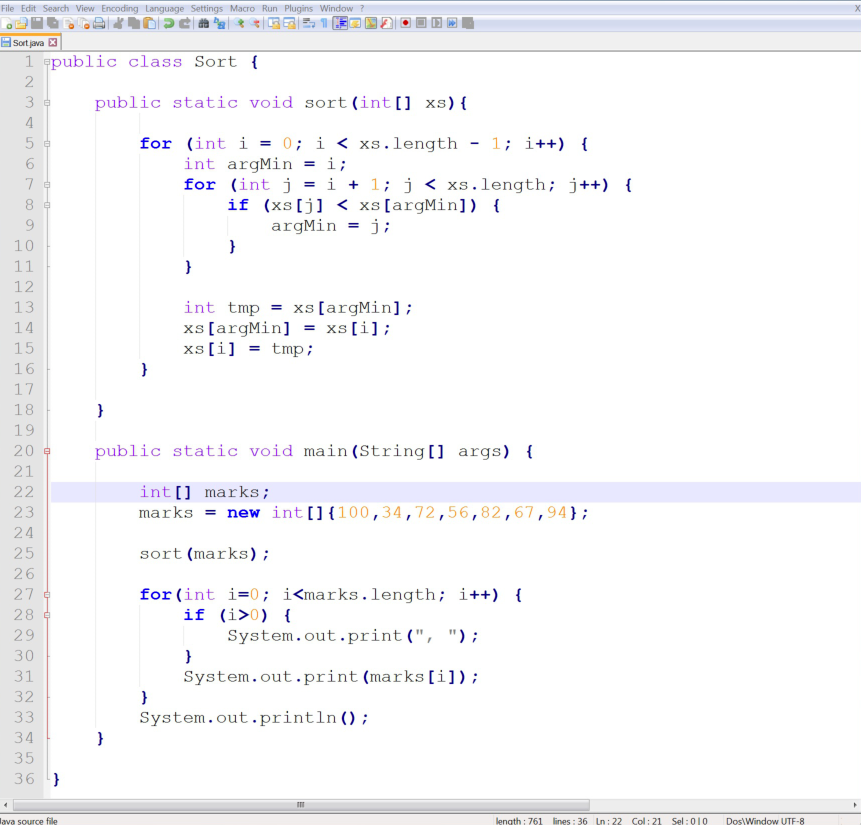 File Edit Search View Encoding Language Settings Macro Run Plugins Window ? X
Sort.java
1 public class Sort {
2
3     public static void sort(int[] xs){
4
5         for (int i = 0; i < xs.length - 1; i++) {
6             int argMin = i;
7             for (int j = i + 1; j < xs.length; j++) {
8                 if (xs[j] < xs[argMin]) {
9                     argMin = j;
10                 }
11             }
12
13             int tmp = xs[argMin];
14             xs[argMin] = xs[i];
15             xs[i] = tmp;
16         }
17
18     }
19
20     public static void main(String[] args) {
21
22         int[] marks;
23         marks = new int[]{100,34,72,56,82,67,94};
24
25         sort(marks);
26
27         for(int i=0; i<marks.length; i++) {
28             if (i>0) {
29                 System.out.print(", ");
30             }
31             System.out.print(marks[i]);
32         }
33         System.out.println();
34     }
35
36 }
Java source file length : 761 lines : 36 Ln : 22 Col : 21 Sel : 0 | 0 Dos\Window UTF-8